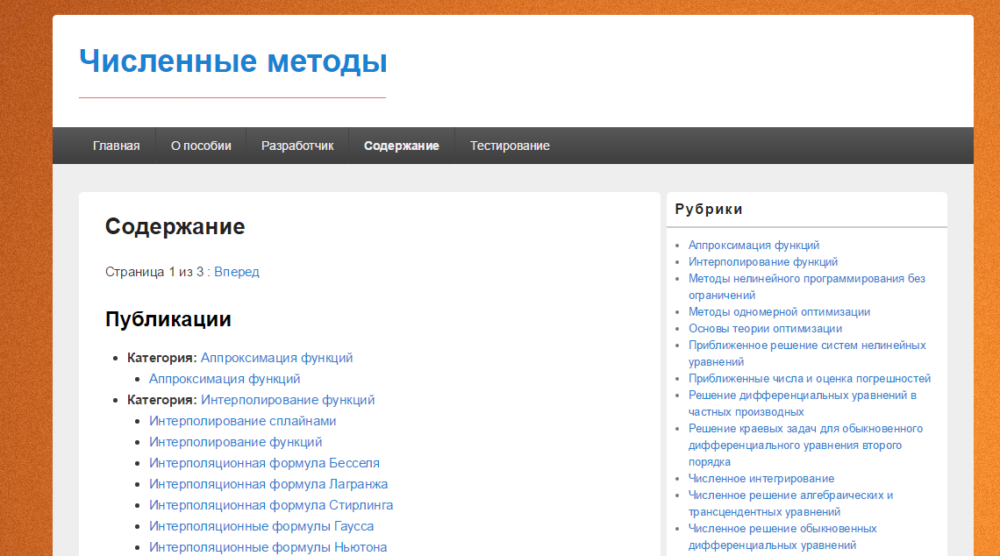 Численные методы
Главная
О пособии
Разработчик
Содержание
Тестирование
Содержание
Страница 1 из 3 : Вперед
Публикации
Категория: Аппроксимация функций
Аппроксимация функций
Категория: Интерполирование функций
Интерполирование сплайнами
Интерполирование функций
Интерполяционная формула Бесселя
Интерполяционная формула Лагранжа
Интерполяционная формула Стирлинга
Интерполяционные формулы Гаусса
Интерполяционные формулы Ньютона
Рубрики
Аппроксимация функций
Интерполирование функций
Методы нелинейного программирования без
ограничений
Методы одномерной оптимизации
Основы теории оптимизации
Приближенное решение систем нелинейных
уравнений
Приближенные числа и оценка погрешностей
Решение дифференциальных уравнений в
частных производных
Решение краевых задач для обыкновенного
дифференциального уравнения второго
порядка
Численное интегрирование
Численное решение алгебраических и
трансцендентных уравнений
Численное решение обыкновенных
дифференциальных уравнений